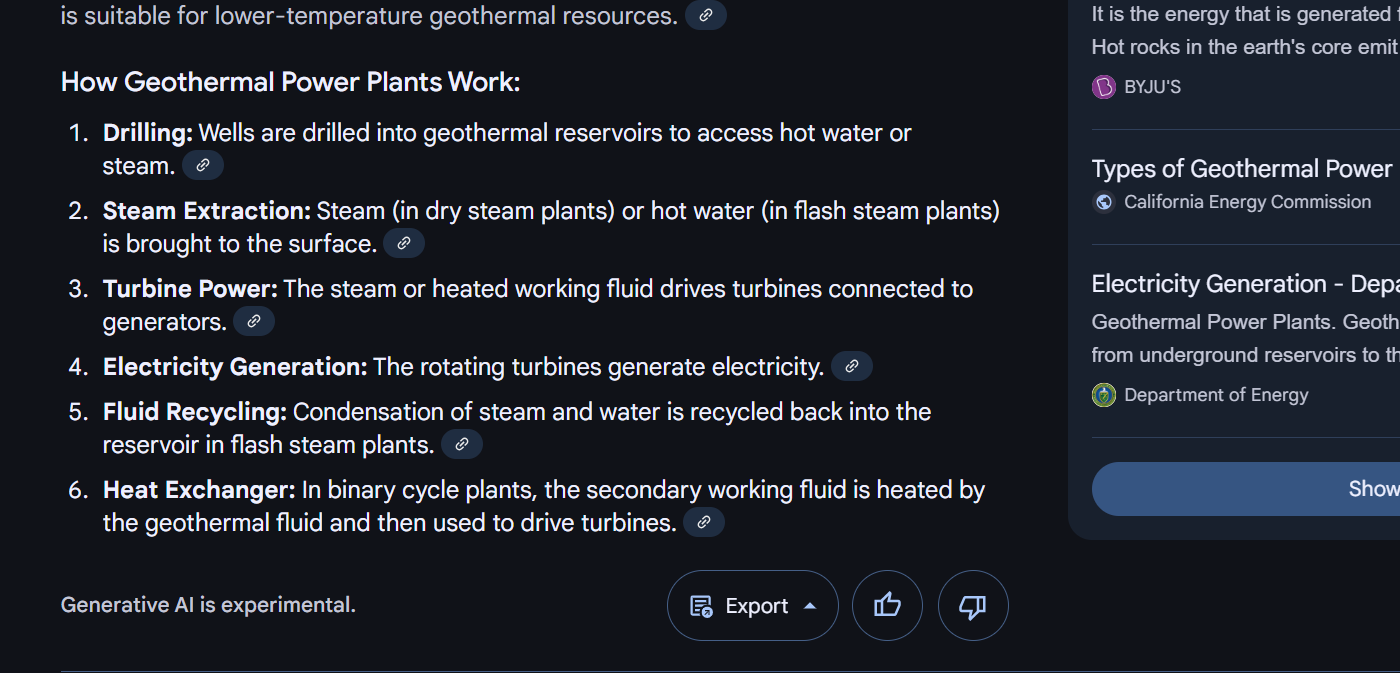 is suitable for lower-temperature geothermal resources.
How Geothermal Power Plants Work:
1. Drilling: Wells are drilled into geothermal reservoirs to access hot water or
steam.
2. Steam Extraction: Steam (in dry steam plants) or hot water (in flash steam plants)
is brought to the surface.
3. Turbine Power: The steam or heated working fluid drives turbines connected to
generators.
4. Electricity Generation: The rotating turbines generate electricity.
5. Fluid Recycling: Condensation of steam and water is recycled back into the
reservoir in flash steam plants.
6. Heat Exchanger: In binary cycle plants, the secondary working fluid is heated by
the geothermal fluid and then used to drive turbines.
Generative AI is experimental.
Export
It is the energy that is generated f
Hot rocks in the earth's core emit
BYJU'S
Types of Geothermal Power
California Energy Commission
Electricity Generation - Depa
Geothermal Power Plants. Geoth
from underground reservoirs to th
Department of Energy
Show